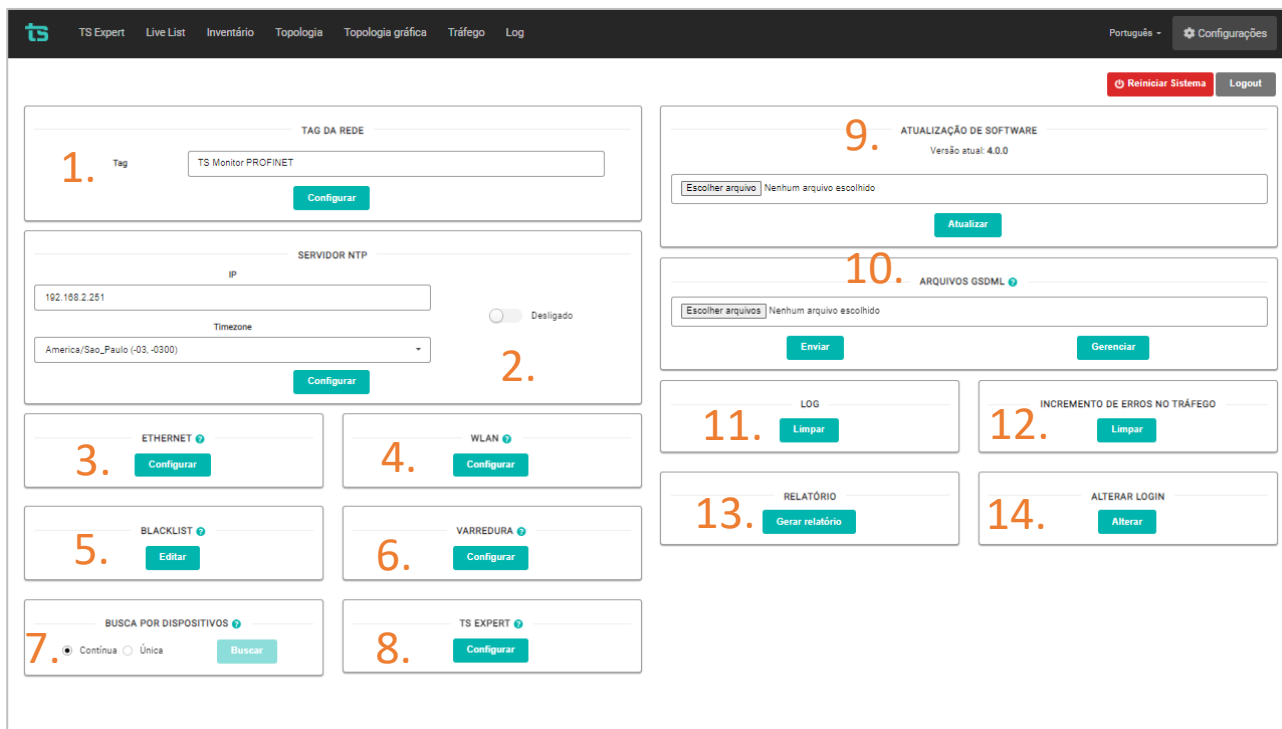 ts TS Expert Live List Inventário Topologia Topologia gráfica Tráfego Log Português Configurações
Reiniciar Sistema Logout
TAG DA REDE
1. Tag TS Monitor PROFINET
Configurar
SERVIDOR NTP
IP
192.168.2.251
Desligado
Timezone
America/Sao_Paulo (-03, -0300)
2.
Configurar
ETHERNET ?
3. Configurar
WLAN ?
4. Configurar
BLACKLIST ?
5. Editar
VARREDURA ?
6. Configurar
BUSCA POR DISPOSITIVOS ?
7. Contínua Única Buscar
TS EXPERT ?
8. Configurar
9. ATUALIZAÇÃO DE SOFTWARE
Versão atual: 4.0.0
Escolher arquivo Nenhum arquivo escolhido
Atualizar
10. ARQUIVOS GSDML ?
Escolher arquivos Nenhum arquivo escolhido
Enviar Gerenciar
LOG
11. Limpar
INCREMENTO DE ERROS NO TRÁFEGO
12. Limpar
RELATÓRIO
13. Gerar relatório
ALTERAR LOGIN
14. Alterar